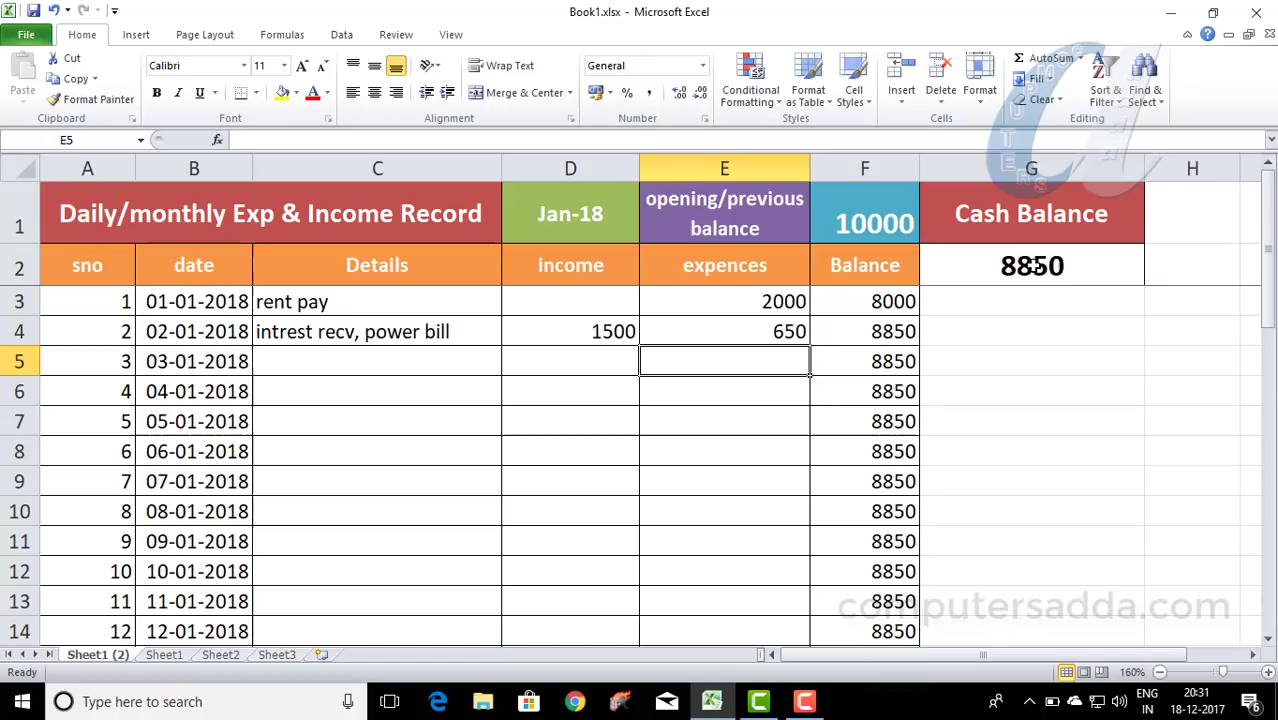 Book1.xlsx - Microsoft Excel
File Home Insert Page Layout Formulas Data Review View
Cut
Copy
Format Painter
Paste
Clipboard
Calibri 11
B I U
Font
Wrap Text
Merge & Center
Alignment
General
Number
Conditional Formatting
Format as Table
Cell Styles
Styles
Insert
Delete
Format
Cells
AutoSum
Fill
Clear
Sort & Filter
Find & Select
Editing
E5 fx
A B C D E F G H
1 Daily/monthly Exp & Income Record Jan-18 opening/previous balance 10000 Cash Balance
2 sno date Details income expences Balance 8850
3 1 01-01-2018 rent pay 2000 8000
4 2 02-01-2018 intrest recv, power bill 1500 650 8850
5 3 03-01-2018 8850
6 4 04-01-2018 8850
7 5 05-01-2018 8850
8 6 06-01-2018 8850
9 7 07-01-2018 8850
10 8 08-01-2018 8850
11 9 09-01-2018 8850
12 10 10-01-2018 8850
13 11 11-01-2018 8850
computersadda.com
14 12 12-01-2018 8850
Sheet1 (2) Sheet1 Sheet2 Sheet3
Ready 160%
Type here to search
ENG
IN
20:31
18-12-2017
6